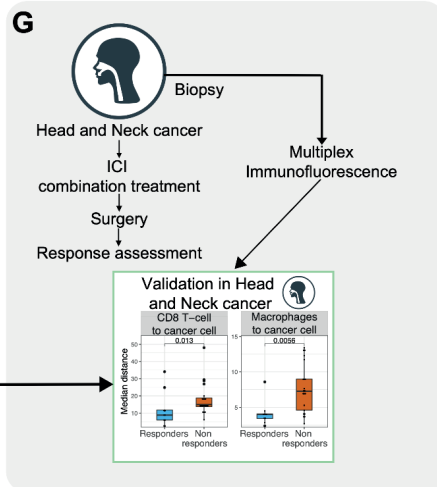 G
Biopsy
Head and Neck cancer
ICI
combination treatment
Surgery
Response assessment
Multiplex
Immunofluorescence
Validation in Head
and Neck cancer
CD8 T-cell
to cancer cell
Macrophages
to cancer cell
Median distance
50
40
30
20
10
0.013
Responders
Non
responders
15
10
5
0.0056
Responders
Non
responders